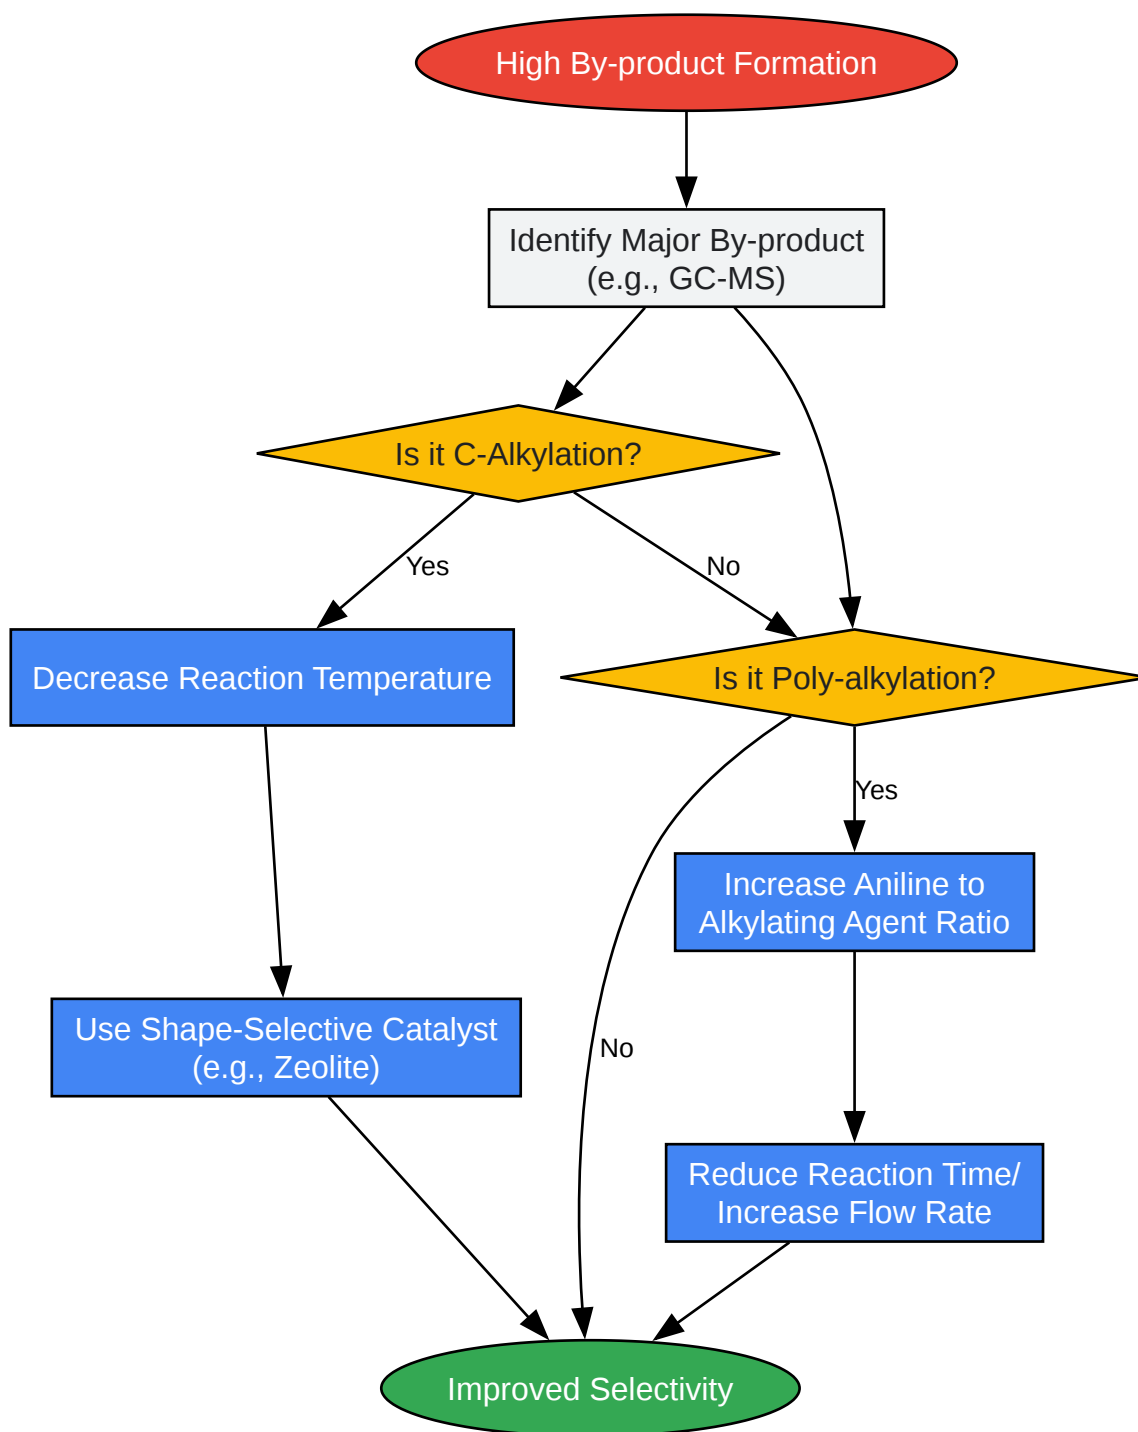 High By-product Formation
Identify Major By-product
(e.g., GC-MS)
Is it C-Alkylation?
Yes
No
Decrease Reaction Temperature
Is it Poly-alkylation?
Yes
Increase Aniline to
Alkylating Agent Ratio
Use Shape-Selective Catalyst
(e.g., Zeolite)
No
Reduce Reaction Time/
Increase Flow Rate
Improved Selectivity